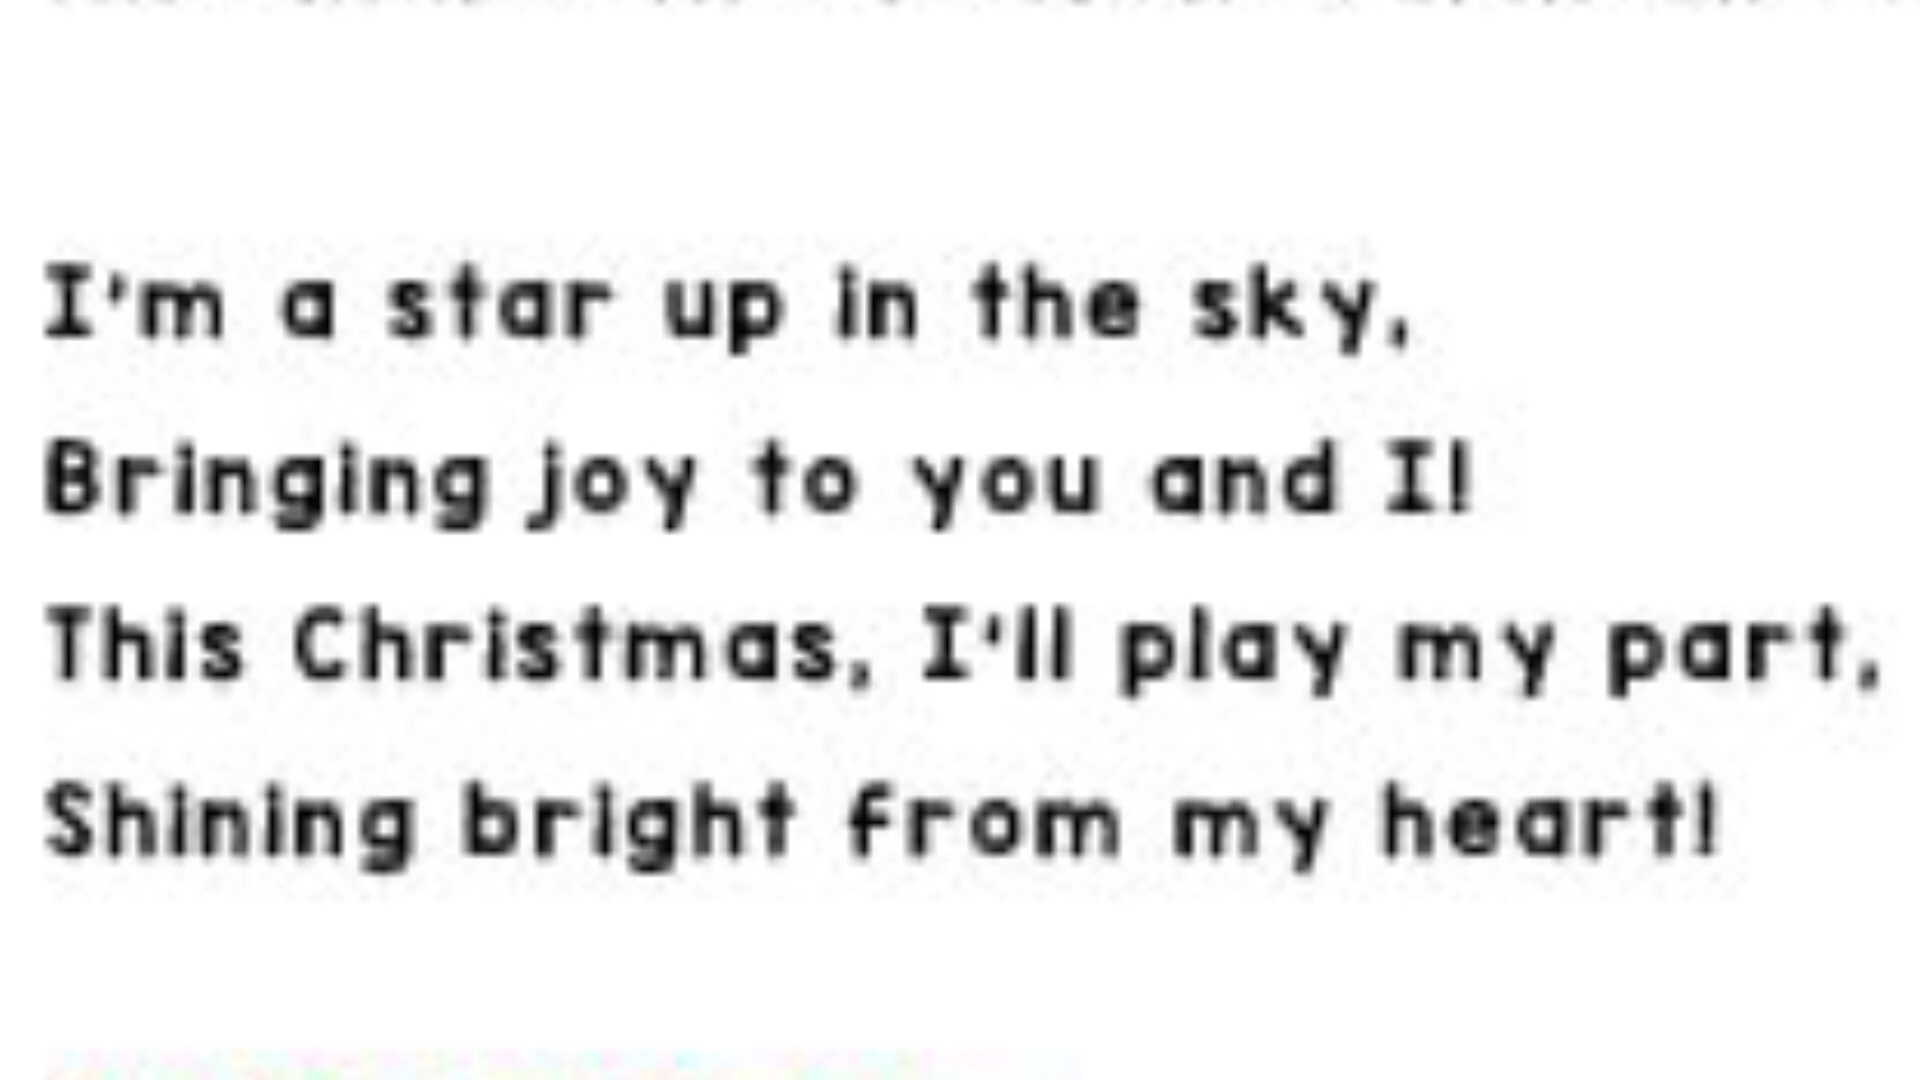 I'm a star up in the sky,
Bringing joy to you and I!
This Christmas, I'll play my part,
Shining bright from my heart!